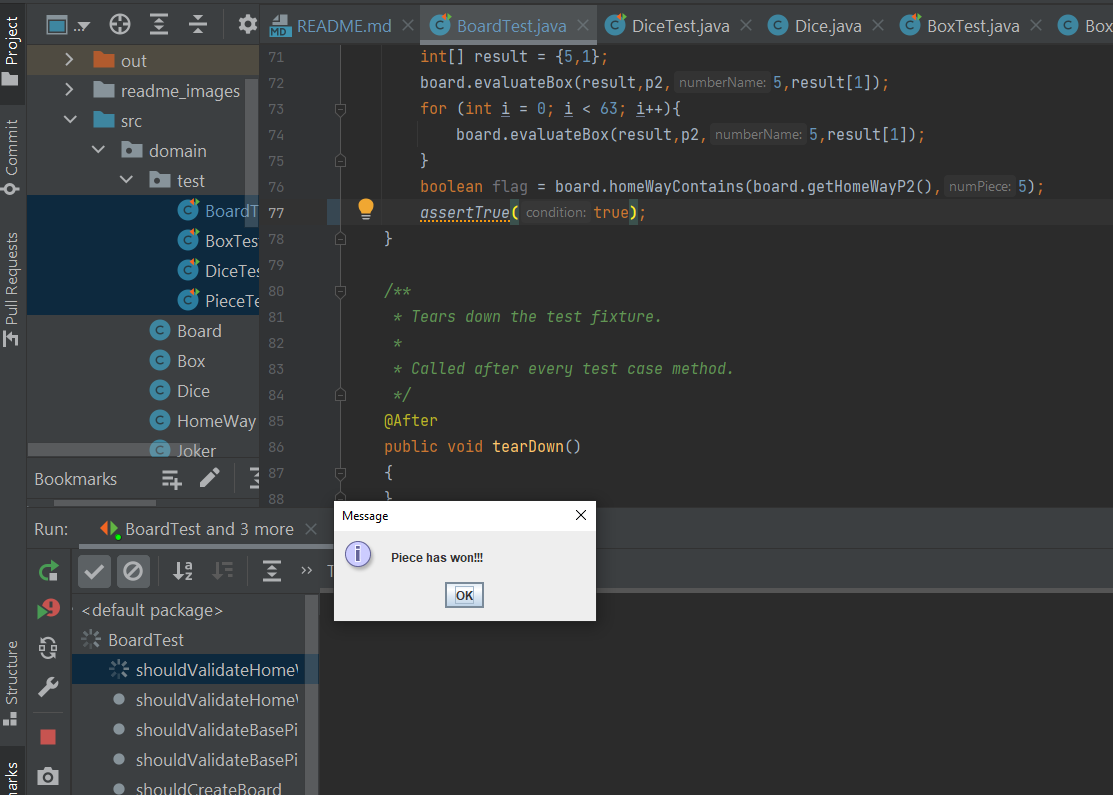 Project
Commit
Pull Requests
Structure
README.md
BoardTest.java
DiceTest.java
Dice.java
BoxTest.java
Box
out
readme_images
src
domain
test
BoardT
BoxTes
DiceTes
PieceTe
Board
Box
Dice
HomeWay
Joker
Bookmarks
71 int[] result = {5,1};
72 board.evaluateBox(result,p2, numberName: 5,result[1]);
73 for (int i = 0; i < 63; i++){
74 board.evaluateBox(result,p2, numberName: 5,result[1]);
75 }
76 boolean flag = board.homeWayContains(board.getHomeWayP2(), numPiece: 5);
77 assertTrue( condition: true);
78 }
79
80 /**
81 * Tears down the test fixture.
82 *
83 * Called after every test case method.
84 */
85 @After
86 public void tearDown()
87 {
88 }
Run: BoardTest and 3 more
<default package>
BoardTest
shouldValidateHomeW
shouldValidateHomeW
shouldValidateBasePi
shouldValidateBasePi
shouldCreateBoard
Message
Piece has won!!!
OK